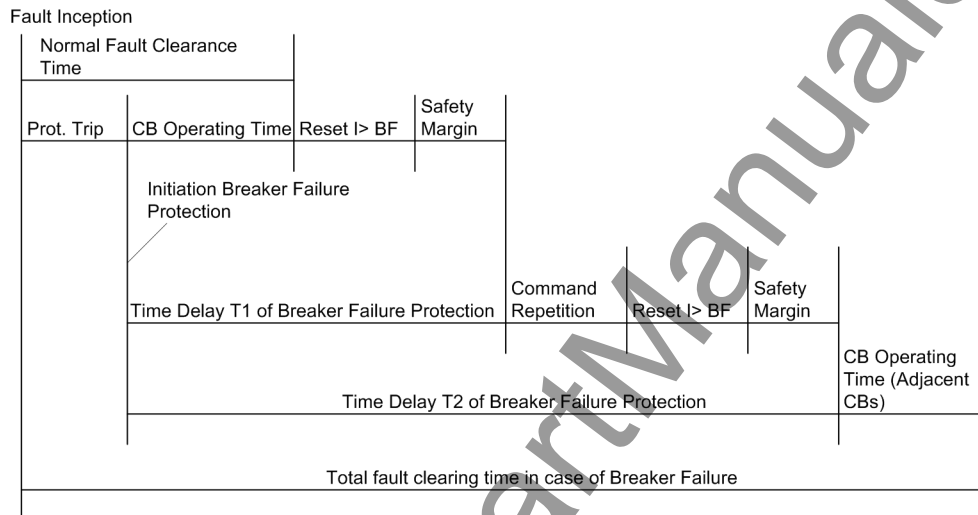 Fault Inception
Normal Fault Clearance
Time
Prot. Trip
CB Operating Time
Reset I> BF
Safety
Margin
Initiation Breaker Failure
Protection
Time Delay T1 of Breaker Failure Protection
Command
Repetition
Reset I> BF
Safety
Margin
CB Operating
Time (Adjacent
CBs)
Time Delay T2 of Breaker Failure Protection
Total fault clearing time in case of Breaker Failure